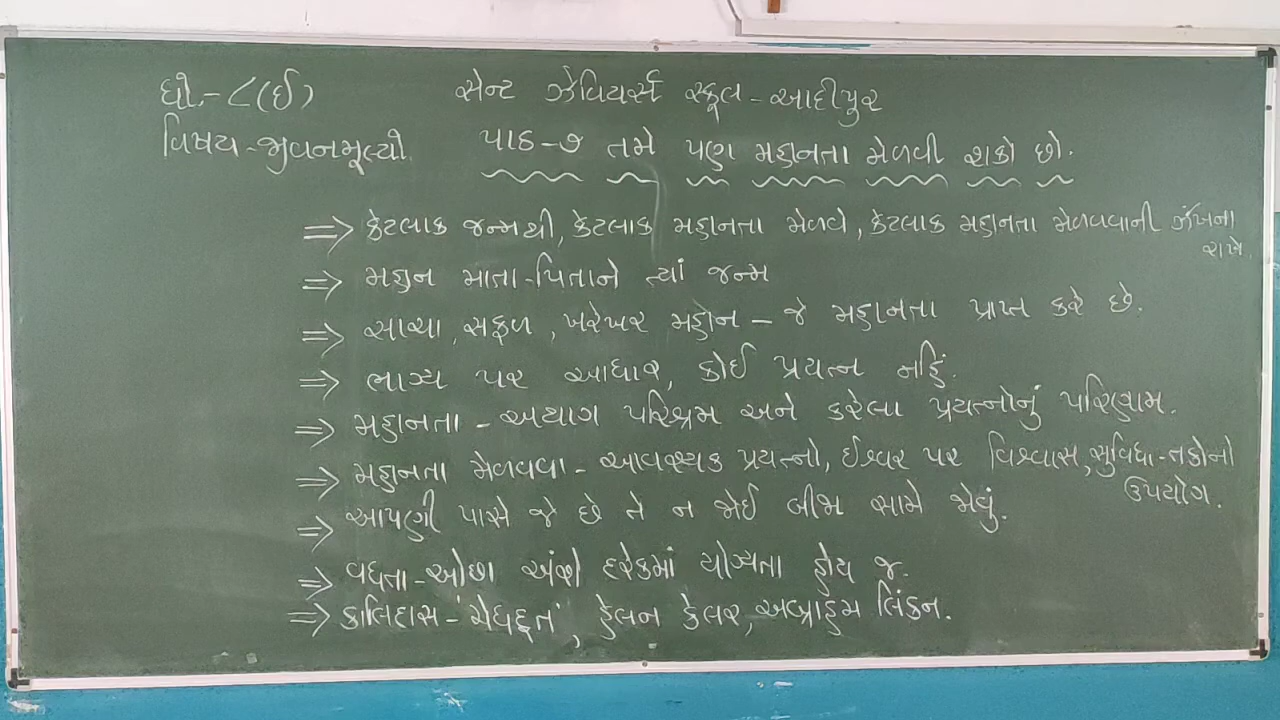 ધો.- ૮(ઈ) સેન્ટ ઝેવિયર્સ સ્કૂલ - આદીપુર
વિષય - જીવનમૂલ્યો પાઠ - ૭ તમે પણ મહાનતા મેળવી શકો છો.
⇒ કેટલાક જન્મથી, કેટલાક મહાનતા મેળવે, કેટલાક મહાનતા મેળવવાની ઝંખના
રાખે.
⇒ મહાન માતા-પિતાને ત્યાં જન્મ
⇒ સાચા, સફળ, ખરેખર મહાન - જે મહાનતા પ્રાપ્ત કરે છે.
⇒ ભાગ્ય પર આધાર, કોઈ પ્રયત્ન નહિં.
⇒ મહાનતા - અથાગ પરિશ્રમ અને કરેલા પ્રયત્નોનું પરિણામ.
⇒ મહાનતા મેળવવા - આવશ્યક પ્રયત્નો, ઈશ્વર પર વિશ્વાસ, સુવિધા-તકોનો
ઉપયોગ.
⇒ આપણી પાસે જે છે તે ન જોઈ બીજા સામે જોવું.
⇒ વધતા-ઓછા અંશે દરેકમાં યોગ્યતા હોય જ.
⇒ કાલિદાસ - મેઘદૂતં, હેલન કેલર, અબ્રાહમ લિંકન.